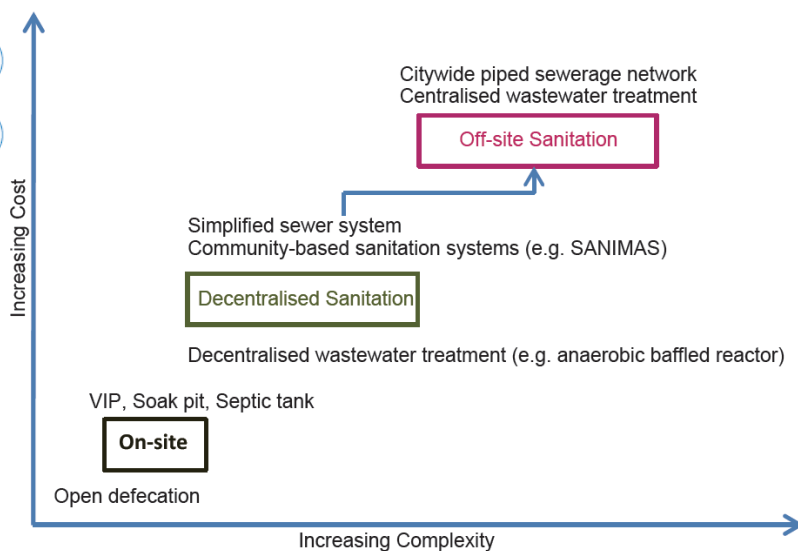 Citywide piped sewerage network
Centralised wastewater treatment
Off-site Sanitation
Increasing Cost
Simplified sewer system
Community-based sanitation systems (e.g. SANIMAS)
Decentralised Sanitation
Decentralised wastewater treatment (e.g. anaerobic baffled reactor)
VIP, Soak pit, Septic tank
On-site
Open defecation
Increasing Complexity